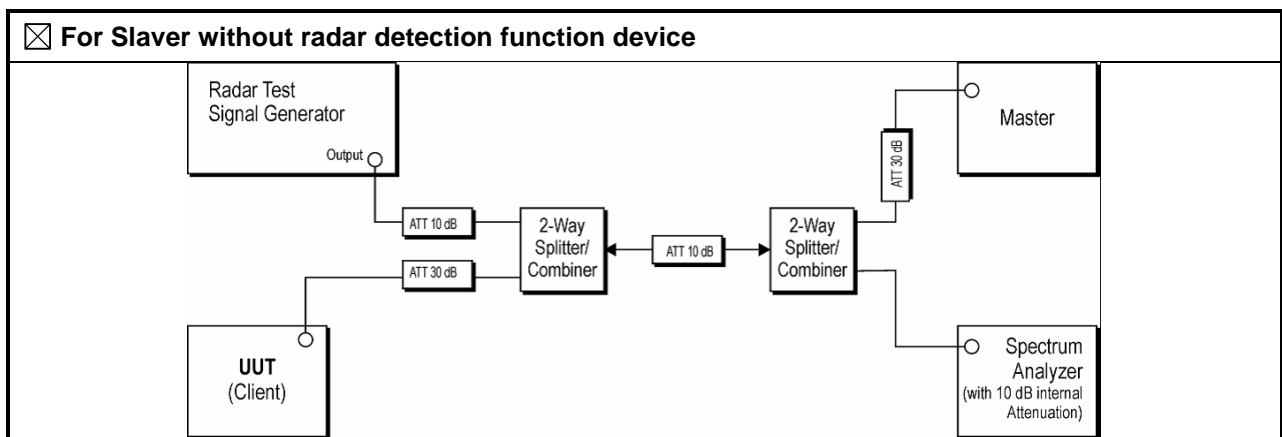 ☒ For Slaver without radar detection function device
Radar Test
Signal Generator
Output
ATT 10 dB
ATT 30 dB
UUT
(Client)
2-Way
Splitter/
Combiner
ATT 10 dB
2-Way
Splitter/
Combiner
ATT 30 dB
Master
Spectrum
Analyzer
(with 10 dB internal
Attenuation)